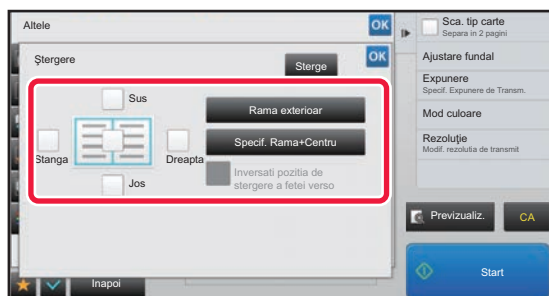 Altele
OK
Ștergere
Sterge
OK
Sus
Rama exterioar
Stanga
Dreapta
Specif. Rama+Centru
Jos
Inversati pozitia de
stergere a fetei verso
Inapoi
Sca. tip carte
Separa in 2 pagini
Ajustare fundal
Expunere
Specif. Expunere de Transm.
Mod culoare
Rezoluţie
Modif. rezolutia de transmit
Previzualiz.
CA
Start